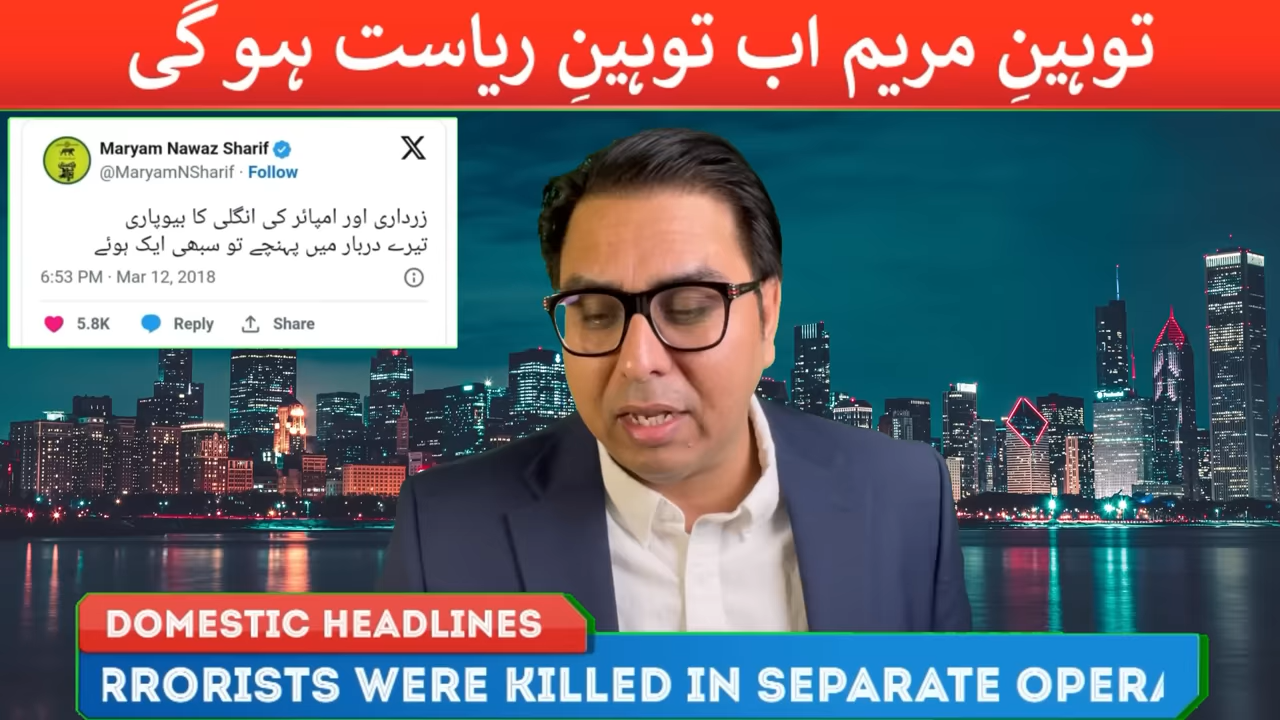 توہینِ مریم اب توہینِ ریاست ہو گی
Maryam Nawaz Sharif
@MaryamNSharif · Follow
زرداری اور امپائر کی انگلی کا بیوپاری
تیرے دربار میں پہنچے تو سبھی ایک ہوئے
6:53 PM · Mar 12, 2018
5.8K Reply Share
DOMESTIC HEADLINES
RRORISTS WERE KILLED IN SEPARATE OPERA